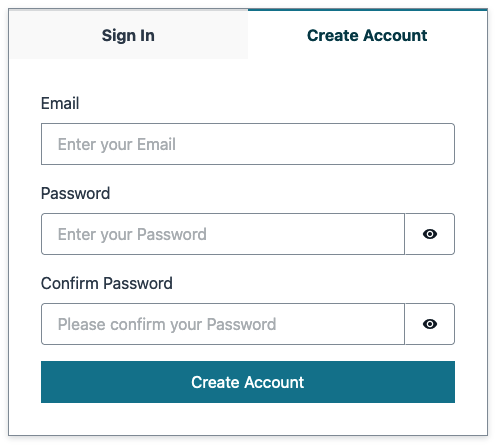 Sign In
Create Account
Email
Enter your Email
Password
Enter your Password
Confirm Password
Please confirm your Password
Create Account